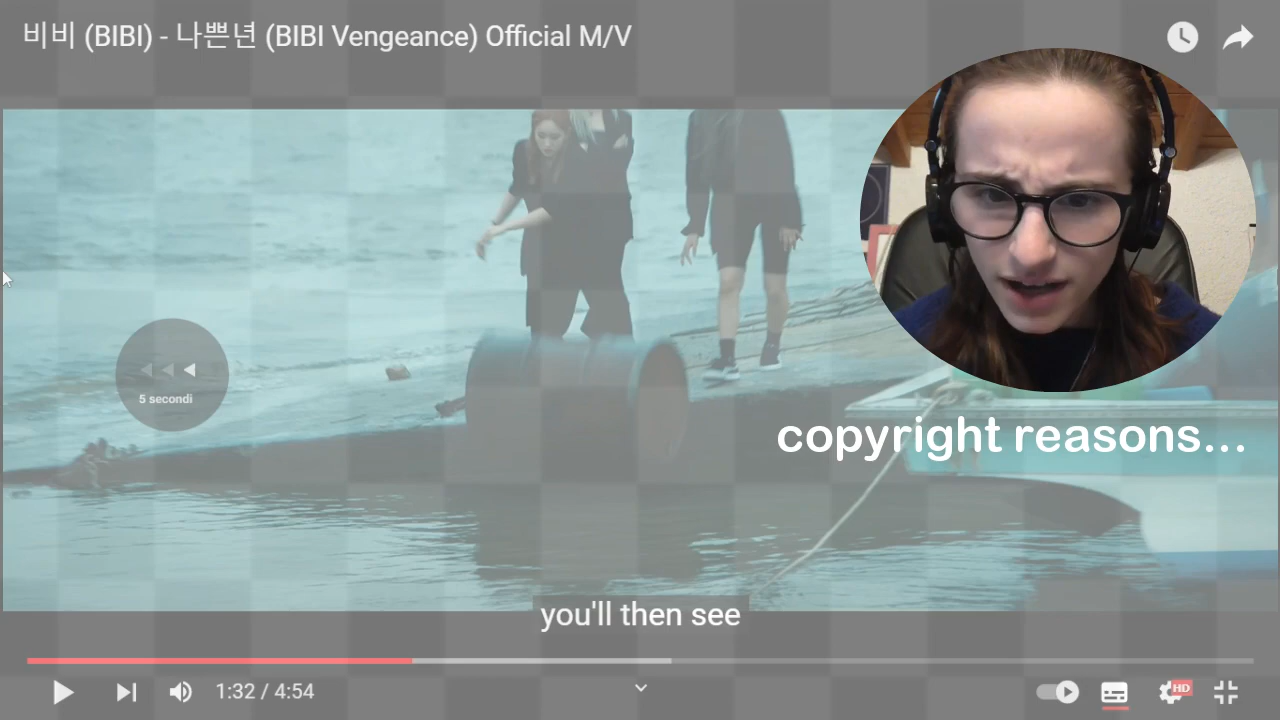 비비 (BIBI) - 나쁜년 (BIBI Vengeance) Official M/V
5 secondi
copyright reasons...
you'll then see
1:32 / 4:54
HD